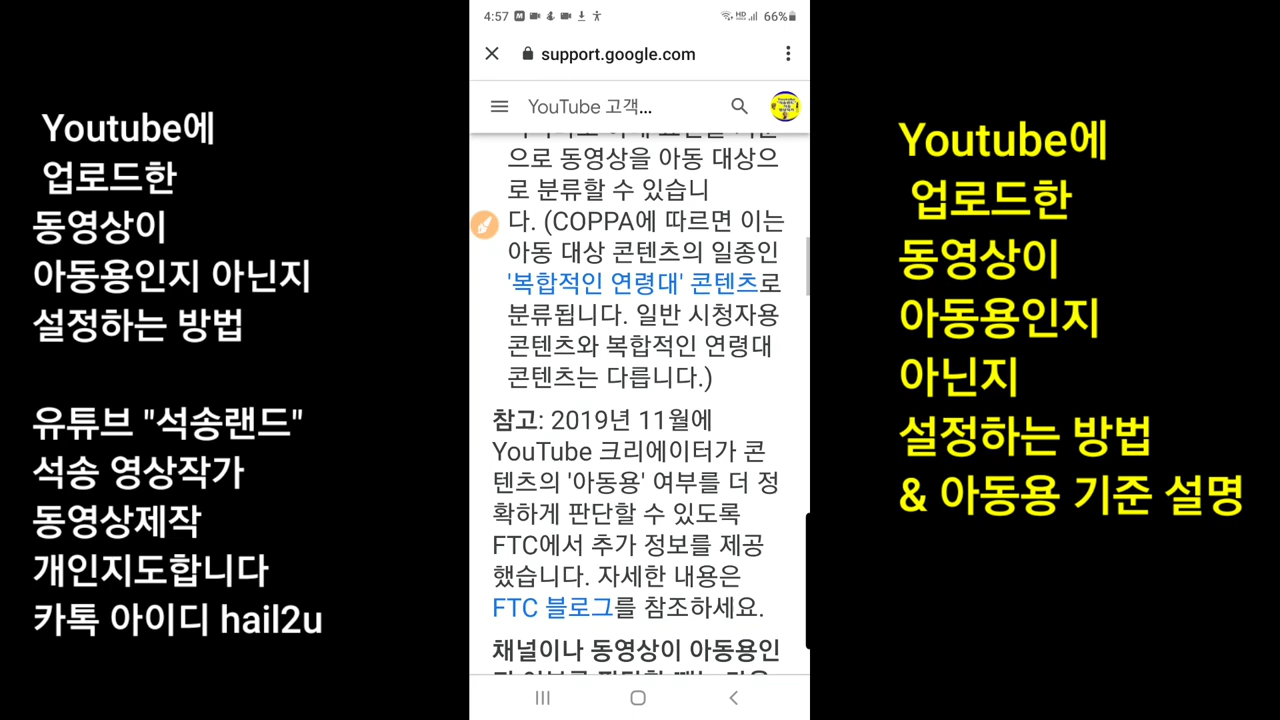 Youtube에
업로드한
동영상이
아동용인지 아닌지
설정하는 방법
유튜브 "석송랜드"
석송 영상작가
동영상제작
개인지도합니다
카톡 아이디 hail2u
4:57
HD
66%
support.google.com
YouTube 고객...
으로 동영상을 아동 대상으
로 분류할 수 있습니
다. (COPPA에 따르면 이는
아동 대상 콘텐츠의 일종인
'복합적인 연령대' 콘텐츠로
분류됩니다. 일반 시청자용
콘텐츠와 복합적인 연령대
콘텐츠는 다릅니다.)
참고: 2019년 11월에
YouTube 크리에이터가 콘
텐츠의 '아동용' 여부를 더 정
확하게 판단할 수 있도록
FTC에서 추가 정보를 제공
했습니다. 자세한 내용은
FTC 블로그를 참조하세요.
채널이나 동영상이 아동용인
Youtube에
업로드한
동영상이
아동용인지
아닌지
설정하는 방법
& 아동용 기준 설명